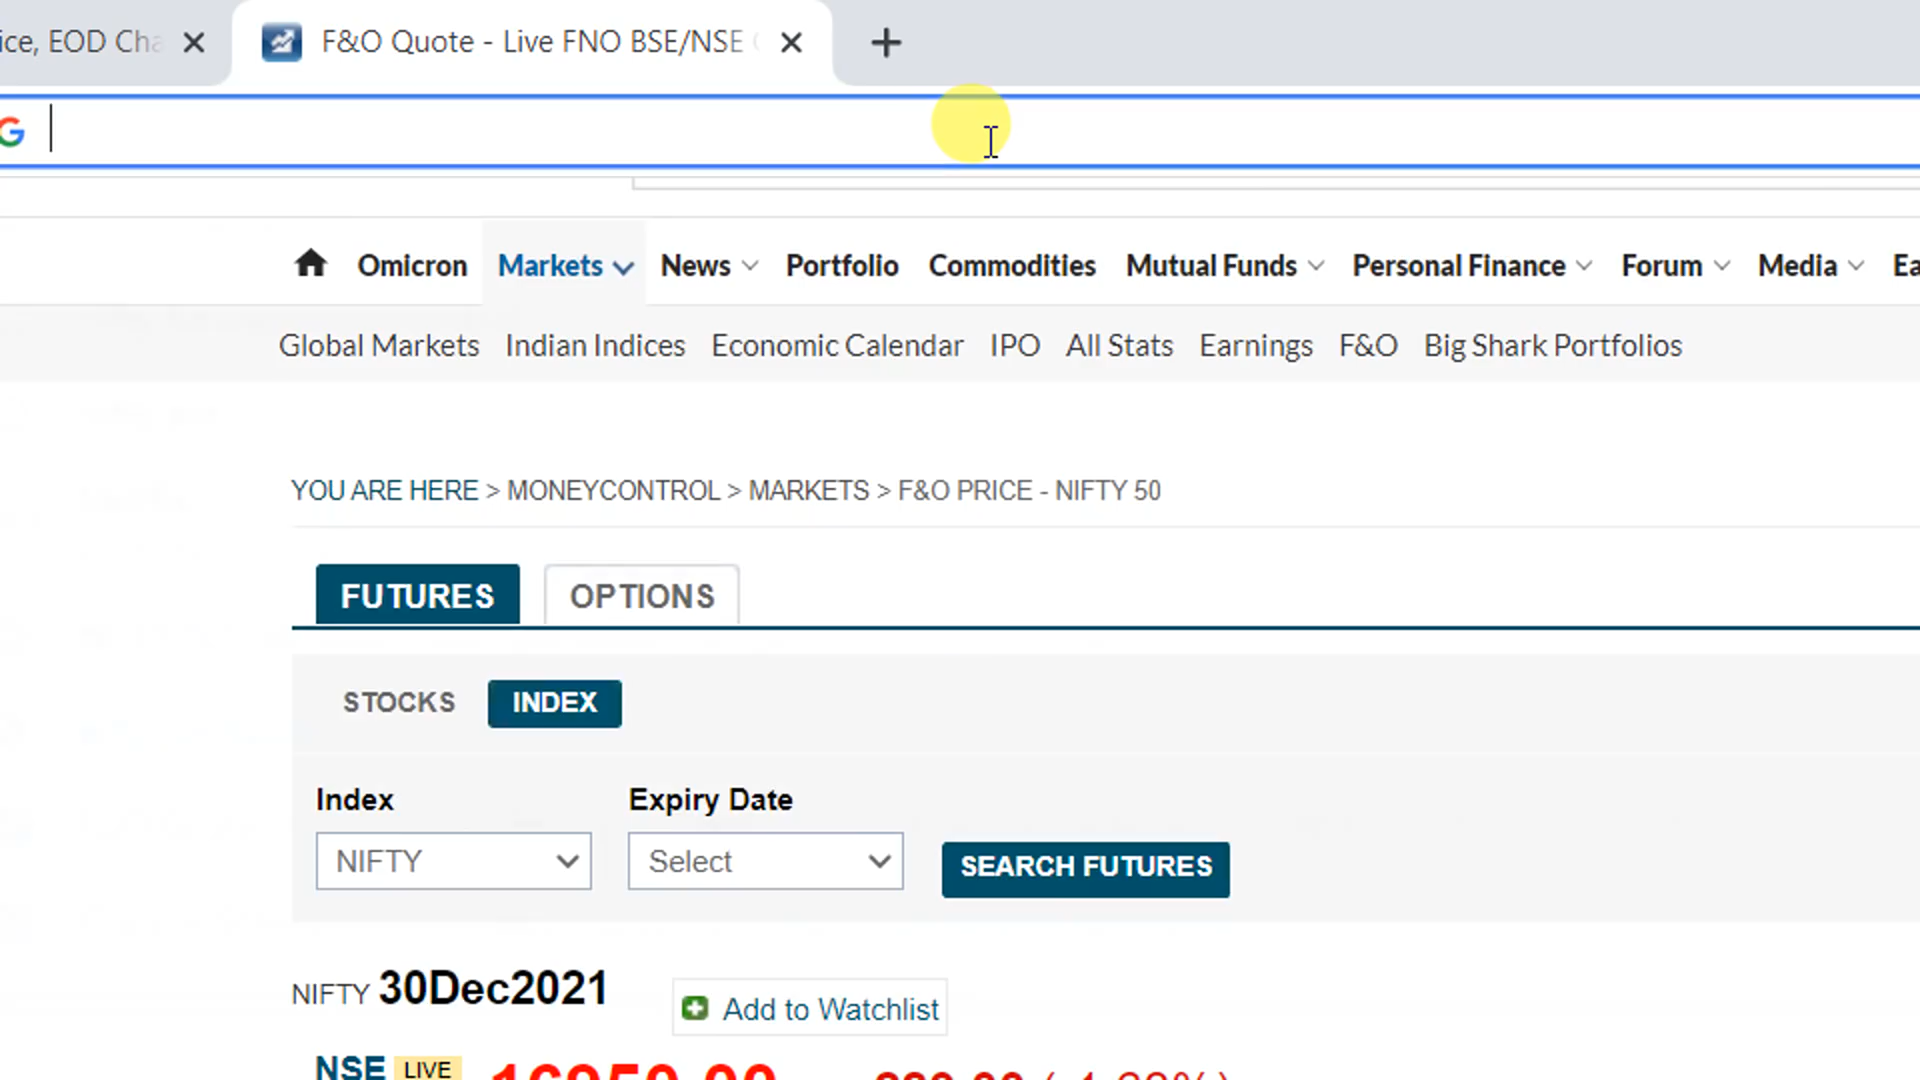 ice, EOD Cha
F&O Quote - Live FNO BSE/NSE
G
Omicron Markets News Portfolio Commodities Mutual Funds Personal Finance Forum Media Ea
Global Markets Indian Indices Economic Calendar IPO All Stats Earnings F&O Big Shark Portfolios
YOU ARE HERE > MONEYCONTROL > MARKETS > F&O PRICE - NIFTY 50
FUTURES OPTIONS
STOCKS INDEX
Index Expiry Date
NIFTY Select SEARCH FUTURES
NIFTY 30Dec2021 Add to Watchlist
NSE LIVE